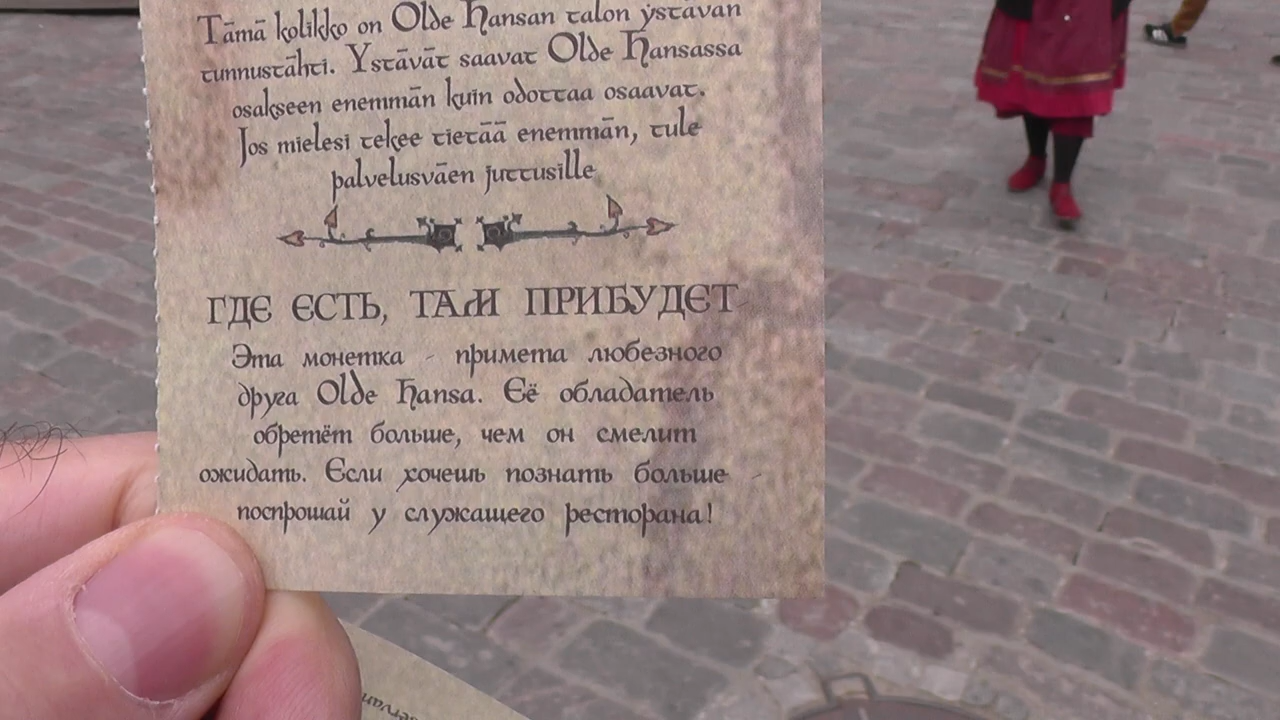 Tämä kolikko on Olde Hansan talon ystävän
tunnustähti. Ystävät saavat Olde Hansassa
osakseen enemmän kuin odottaa osaavat.
Jos mielesi tekee tietää enemmän, tule
palvelusväen juttusille
ГДЕ ЕСТЬ, ТАМ ПРИБУДЕТ
Эта монетка - примета любезного
друга Olde Hansa. Её обладатель
обретёт больше, чем он смелит
ожидать. Если хочешь познать больше
поспрошай у служащего ресторана!